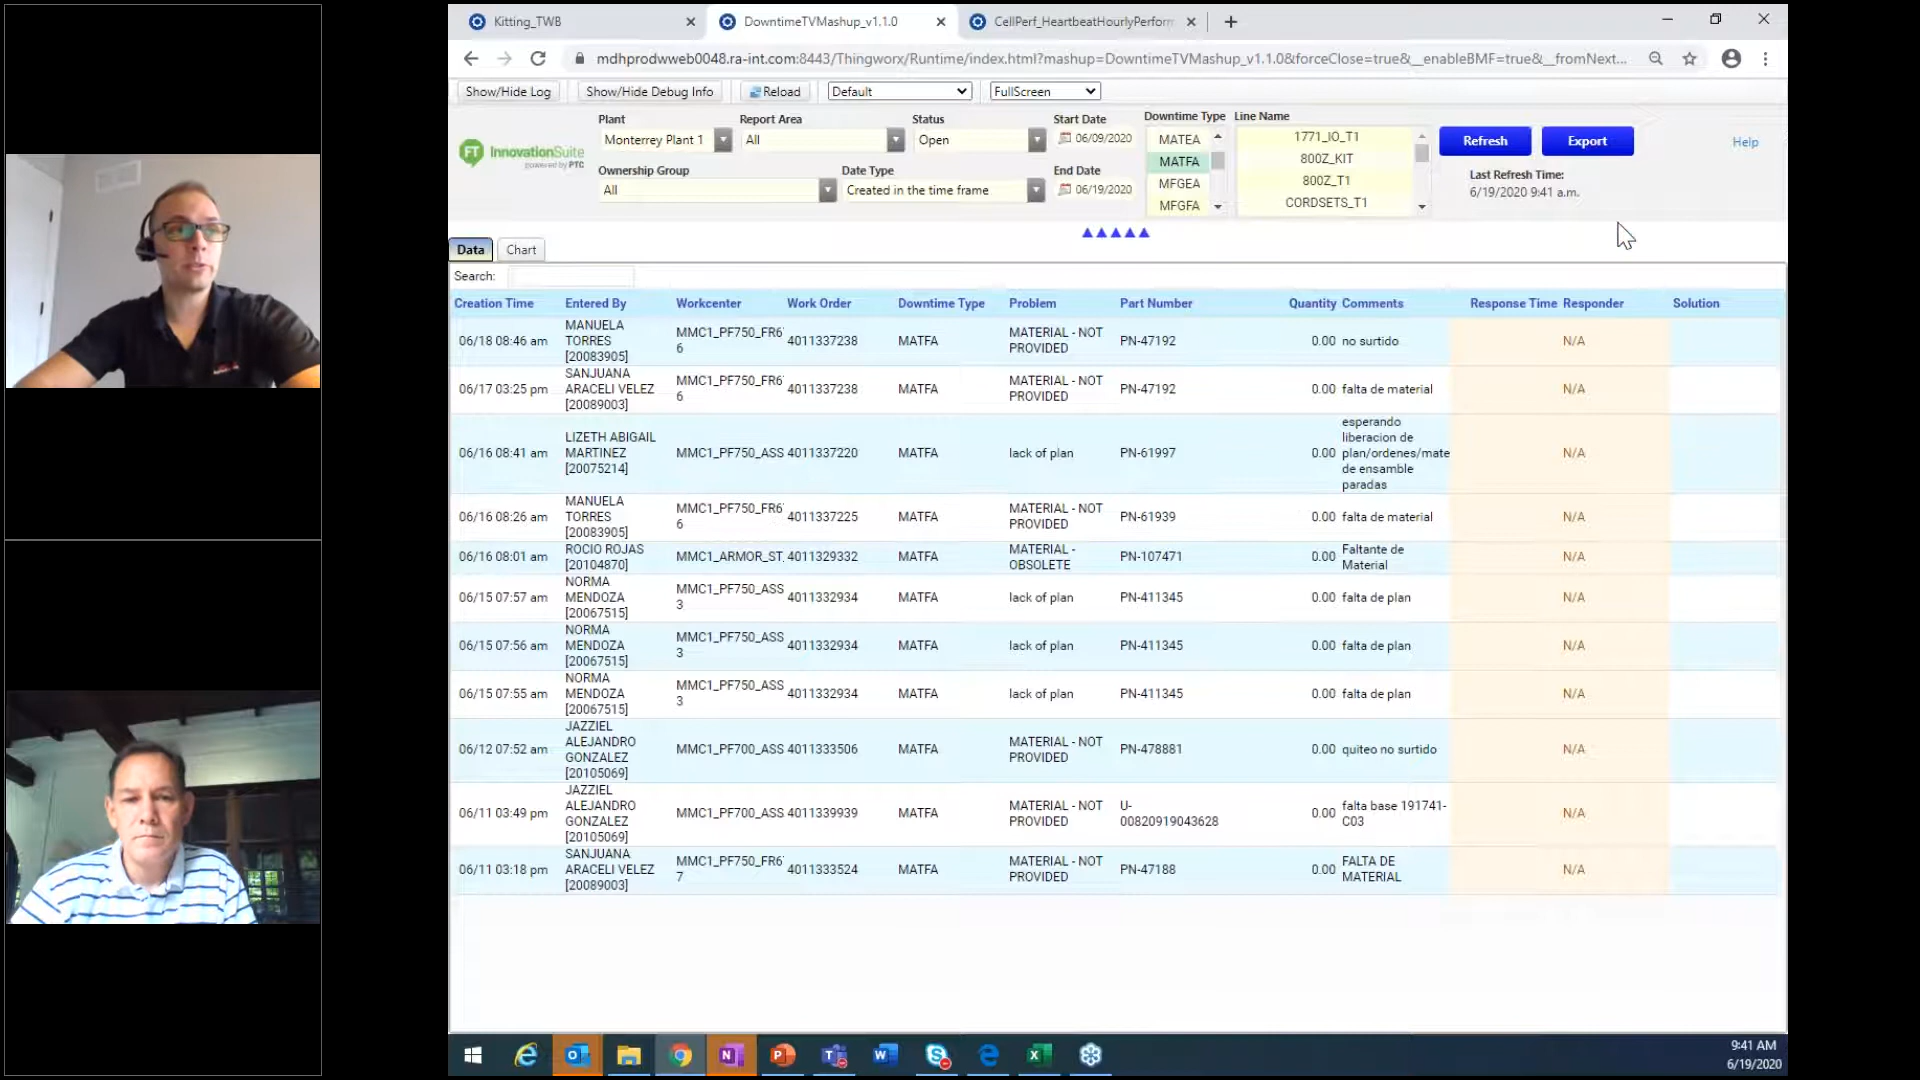 Kitting_TWB
DowntimeTVMashup_v1.1.0
CellPerf_HeartbeatHourlyPerforn
mdhprodwweb0048.ra-int.com:8443/Thingworx/Runtime/index.html?mashup=DowntimeTVMashup_v1.1.0&forceClose=true&__enableBMF=true&__fromNext...
Show/Hide Log
Show/Hide Debug Info
Reload
Default
FullScreen
FT InnovationSuite
powered by PTC
Plant
Monterrey Plant 1
Report Area
All
Status
Open
Start Date
06/09/2020
Downtime Type
MATEA
MATFA
MFGEA
MFGFA
Line Name
1771_IO_T1
800Z_KIT
800Z_T1
CORDSETS_T1
Refresh
Export
Help
Last Refresh Time:
6/19/2020 9:41 a.m.
Ownership Group
All
Date Type
Created in the time frame
End Date
06/19/2020
Data
Chart
Search:
Creation Time Entered By Workcenter Work Order Downtime Type Problem Part Number Quantity Comments Response Time Responder Solution
06/18 08:46 am MANUELA TORRES [20083905] MMC1_PF750_FR6 6 4011337238 MATFA MATERIAL - NOT PROVIDED PN-47192 0.00 no surtido N/A
06/17 03:25 pm SANJUANA ARACELI VELEZ [20089003] MMC1_PF750_FR6 6 4011337238 MATFA MATERIAL - NOT PROVIDED PN-47192 0.00 falta de material N/A
06/16 08:41 am LIZETH ABIGAIL MARTINEZ [20075214] MMC1_PF750_ASS 4011337220 MATFA lack of plan PN-61997 0.00 esperando liberacion de plan/ordenes/mate de ensamble paradas N/A
06/16 08:26 am MANUELA TORRES [20083905] MMC1_PF750_FR6 6 4011337225 MATFA MATERIAL - NOT PROVIDED PN-61939 0.00 falta de material N/A
06/16 08:01 am ROCIO ROJAS [20104870] MMC1_ARMOR_ST 4011329332 MATFA MATERIAL - OBSOLETE PN-107471 0.00 Faltante de Material N/A
06/15 07:57 am NORMA MENDOZA [20067515] MMC1_PF750_ASS 3 4011332934 MATFA lack of plan PN-411345 0.00 falta de plan N/A
06/15 07:56 am NORMA MENDOZA [20067515] MMC1_PF750_ASS 3 4011332934 MATFA lack of plan PN-411345 0.00 falta de plan N/A
06/15 07:55 am NORMA MENDOZA [20067515] MMC1_PF750_ASS 3 4011332934 MATFA lack of plan PN-411345 0.00 falta de plan N/A
06/12 07:52 am JAZZIEL ALEJANDRO GONZALEZ [20105069] MMC1_PF700_ASS 4011333506 MATFA MATERIAL - NOT PROVIDED PN-478881 0.00 quiteo no surtido N/A
06/11 03:49 pm JAZZIEL ALEJANDRO GONZALEZ [20105069] MMC1_PF700_ASS 4011339939 MATFA MATERIAL - NOT PROVIDED U-00820919043628 0.00 falta base 191741-C03 N/A
06/11 03:18 pm SANJUANA ARACELI VELEZ [20089003] MMC1_PF750_FR6 7 4011333524 MATFA MATERIAL - NOT PROVIDED PN-47188 0.00 FALTA DE MATERIAL N/A
9:41 AM
6/19/2020